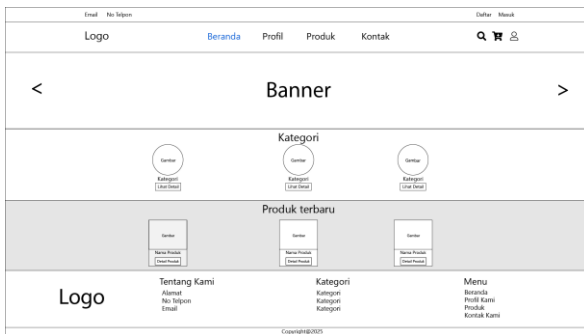 Email No Telpon Daftar Masuk
Logo Beranda Profil Produk Kontak
< Banner >
Kategori
Gambar Gambar Gambar
Kategori Kategori Kategori
Lihat Detail Lihat Detail Lihat Detail
Produk terbaru
Gambar Gambar Gambar
Nama Produk Nama Produk Nama Produk
Detail Produk Detail Produk Detail Produk
Logo
Tentang Kami
Alamat
No Telpon
Email
Kategori
Kategori
Kategori
Kategori
Menu
Beranda
Profil Kami
Produk
Kontak Kami
Copyright@2025